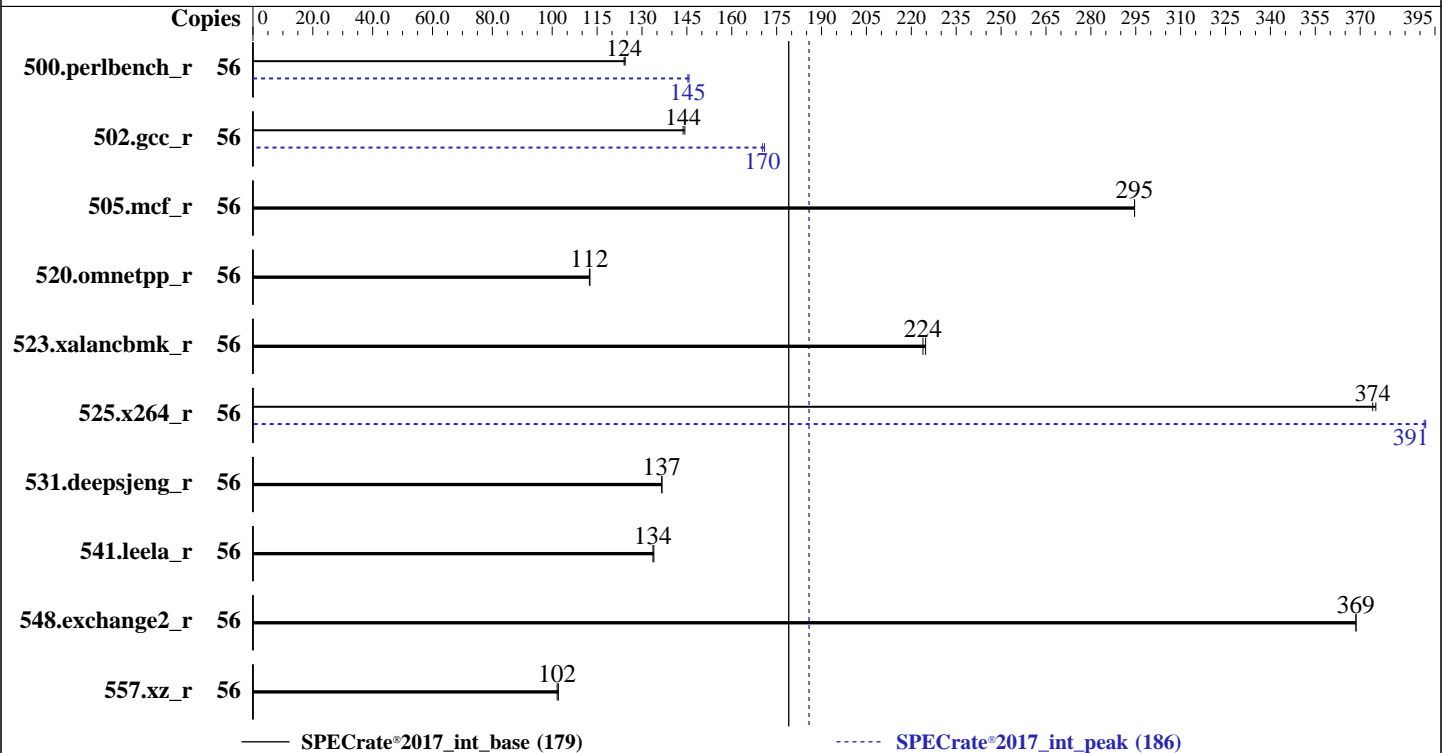 Copies 0 20.0 40.0 60.0 80.0 100 115 130 145 160 175 190 205 220 235 250 265 280 295 310 325 340 355 370 395
124
500.perlbench_r 56
145
144
502.gcc_r 56
170
295
505.mcf_r 56
112
520.omnetpp_r 56
224
523.xalancbmk_r 56
374
525.x264_r 56
391
137
531.deepsjeng_r 56
134
541.leela_r 56
369
548.exchange2_r 56
102
557.xz_r 56
SPECrate®2017_int_base (179) SPECrate®2017_int_peak (186)